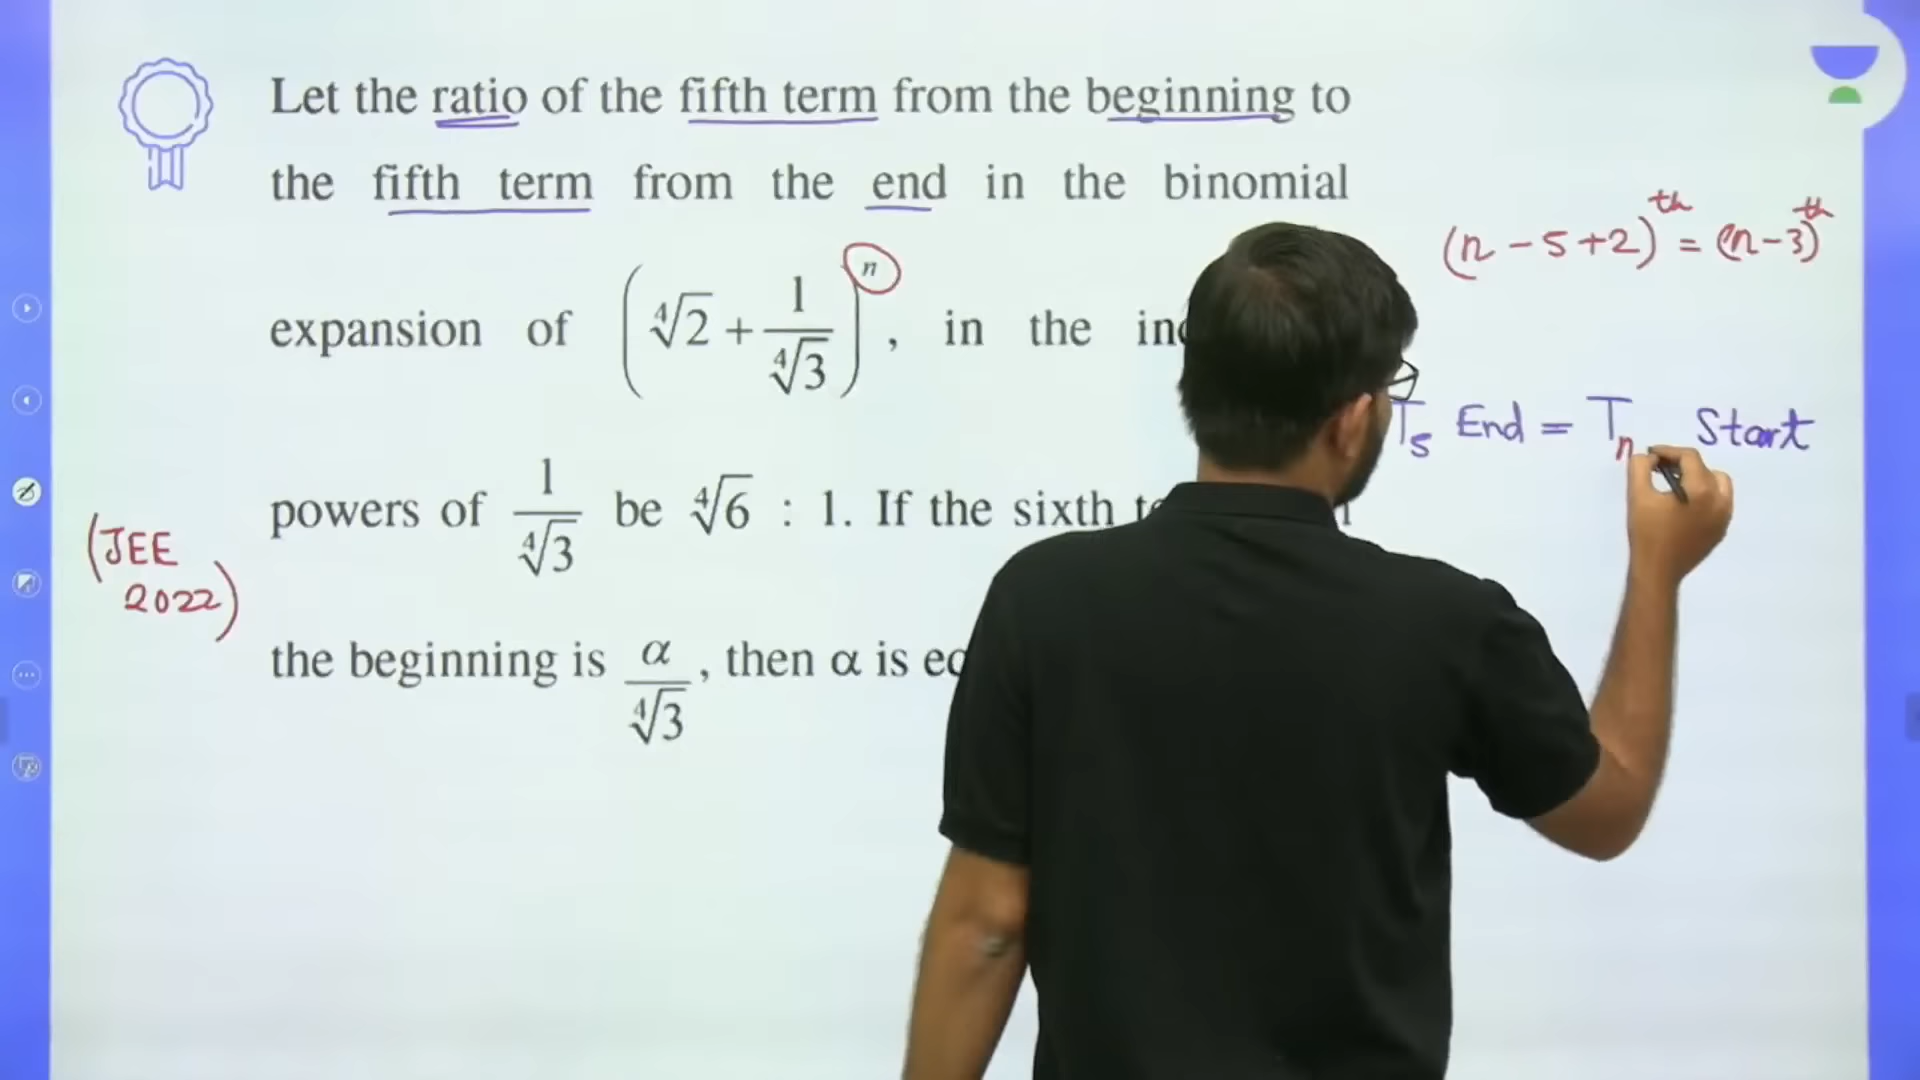 Let the ratio of the fifth term from the beginning to
the fifth term from the end in the binomial
expansion of (∜2 + 1/∜3)ⁿ, in the
powers of 1/∜3 be ∜6 : 1. If the sixth
the beginning is α/∜3, then α is
(JEE
2022)
(n-5+2)ᵗʰ = (n-3)ᵗʰ
T₅ End = Tₙ Start